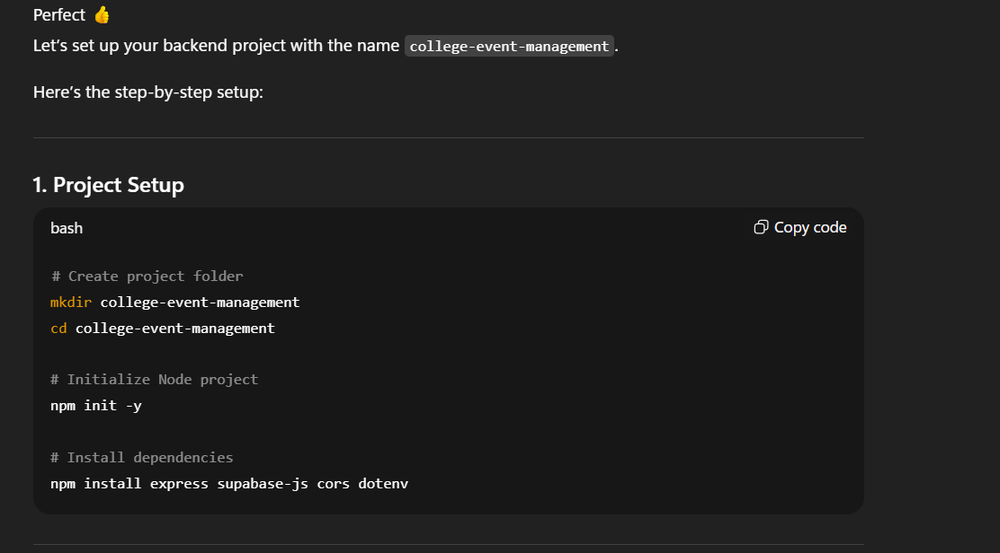 Perfect 👍
Let's set up your backend project with the name college-event-management.
Here's the step-by-step setup:
1. Project Setup
bash
Copy code
# Create project folder
mkdir college-event-management
cd college-event-management
# Initialize Node project
npm init -y
# Install dependencies
npm install express supabase-js cors dotenv